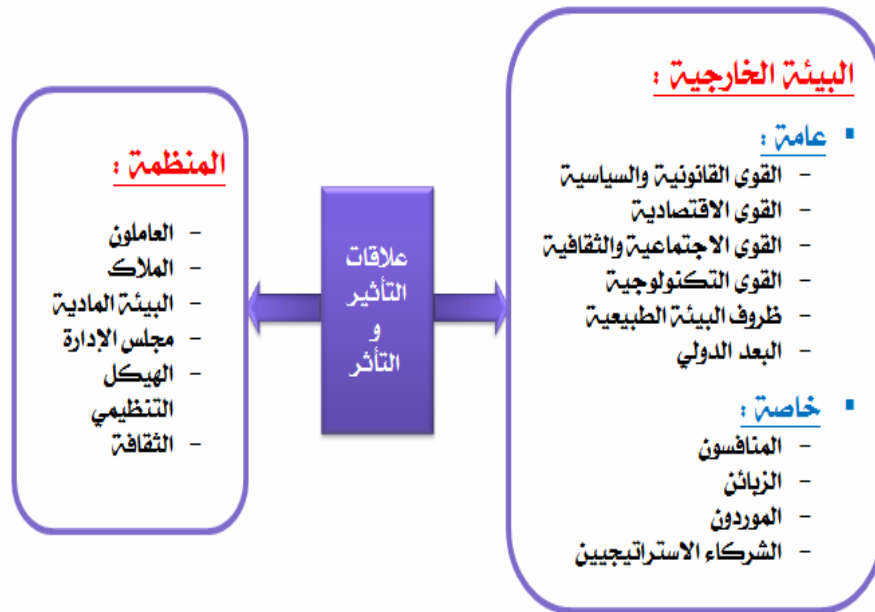 البيئة الخارجية :
▪ عامة :
- القوى القانونية والسياسية
- القوى الاقتصادية
- القوى الاجتماعية والثقافية
- القوى التكنولوجية
- ظروف البيئة الطبيعية
- البعد الدولي
▪ خاصة :
- المنافسون
- الزبائن
- الموردون
- الشركاء الاستراتيجيين
علاقات
التأثير
و
التأثر
المنظمة :
- العاملون
- الملاك
- البيئة المادية
- مجلس الإدارة
- الهيكل
التنظيمي
- الثقافة